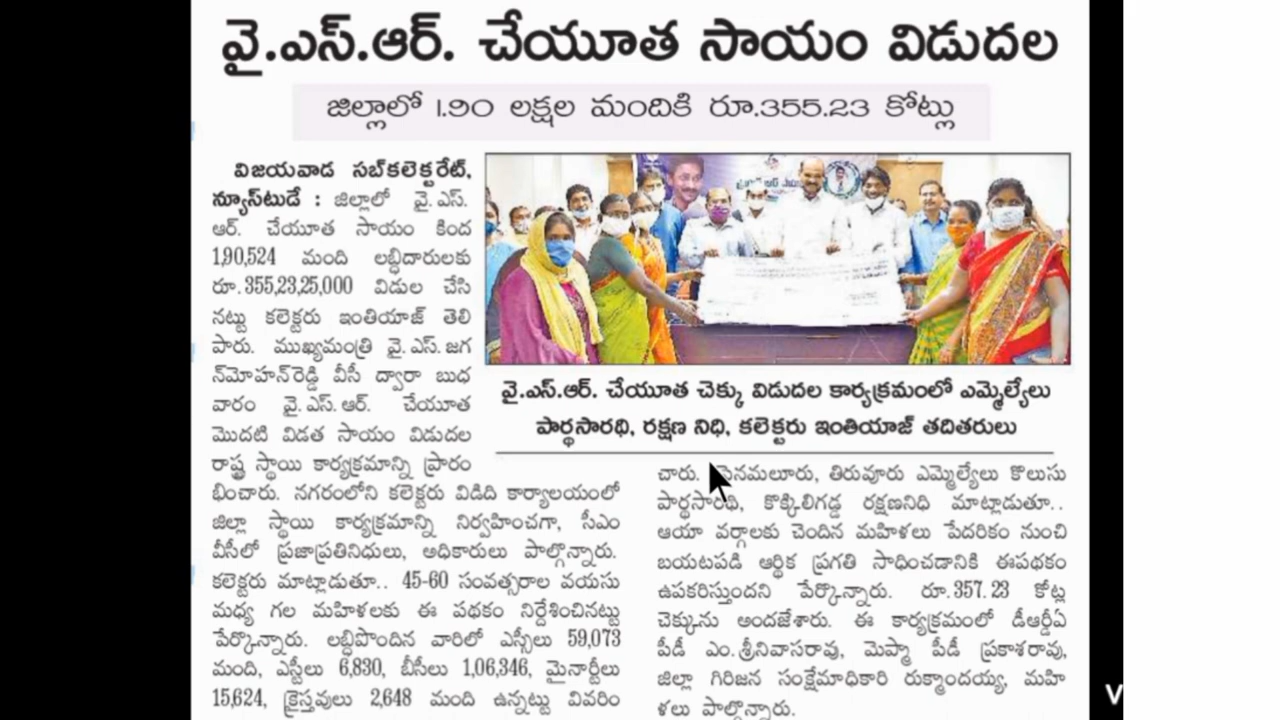 వై.ఎస్.ఆర్. చేయూత సాయం విడుదల
జిల్లాలో 1.90 లక్షల మందికి రూ.355.23 కోట్లు
విజయవాడ సబ్‌కలెక్టరేట్,
న్యూస్‌టుడే : జిల్లాలో వై.ఎస్.
ఆర్. చేయూత సాయం కింద
1,90,524 మంది లబ్ధిదారులకు
రూ.355,23,25,000 విడుల చేసి
నట్టు కలెక్టరు ఇంతియాజ్ తెలి
పారు. ముఖ్యమంత్రి వై.ఎస్.జగ
న్‌మోహన్‌రెడ్డి వీసీ ద్వారా బుధ
వారం వై.ఎస్.ఆర్. చేయూత
మొదటి విడత సాయం విడుదల
రాష్ట్ర స్థాయి కార్యక్రమాన్ని ప్రారం
భించారు. నగరంలోని కలెక్టరు విడిది కార్యాలయంలో
జిల్లా స్థాయి కార్యక్రమాన్ని నిర్వహించగా, సీఎం
వీసీలో ప్రజాప్రతినిధులు, అధికారులు పాల్గొన్నారు.
కలెక్టరు మాట్లాడుతూ.. 45-60 సంవత్సరాల వయసు
మధ్య గల మహిళలకు ఈ పథకం నిర్దేశించినట్టు
పేర్కొన్నారు. లబ్ధిపొందిన వారిలో ఎస్సీలు 59,073
మంది, ఎస్టీలు 6,830, బీసీలు 1,06,346, మైనార్టీలు
15,624, క్రైస్తవులు 2,648 మంది ఉన్నట్టు వివరిం
వై.ఎస్.ఆర్. చేయూత చెక్కు విడుదల కార్యక్రమంలో ఎమ్మెల్యేలు
పార్థసారథి, రక్షణ నిధి, కలెక్టరు ఇంతియాజ్ తదితరులు
చారు. పెనమలూరు, తిరువూరు ఎమ్మెల్యేలు కొలుసు
పార్థసారథి, కొక్కిలిగడ్డ రక్షణనిధి మాట్లాడుతూ..
ఆయా వర్గాలకు చెందిన మహిళలు పేదరికం నుంచి
బయటపడి ఆర్థిక ప్రగతి సాధించడానికి ఈపథకం
ఉపకరిస్తుందని పేర్కొన్నారు. రూ.357.23 కోట్ల
చెక్కును అందజేశారు. ఈ కార్యక్రమంలో డీఆర్డీఏ
పీడీ ఎం.శ్రీనివాసరావు, మెప్మా పీడీ ప్రకాశరావు,
జిల్లా గిరిజన సంక్షేమాధికారి రుక్మాందయ్య, మహి
ళలు పాల్గొన్నారు.
V